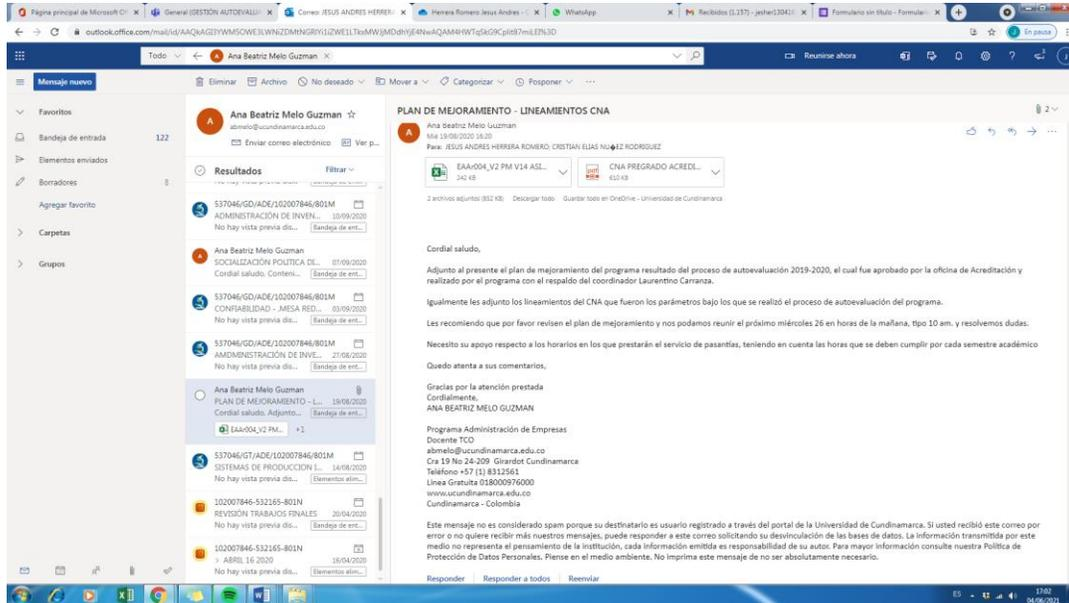 Página principal de Microsoft Of
General (GESTIÓN AUTOEVALUA
Correo: JESUS ANDRES HERRERA
Herrera Romero Jesus Andres - C
WhatsApp
Recibidos (1.157) - jesher13041
Formulario sin título - Formulari
outlook.office.com/mail/id/
En pausa
Todo
Ana Beatriz Melo Guzman
Reunirse ahora
Mensaje nuevo
Eliminar
Archivo
No deseado
Mover a
Categorizar
Posponer
Favoritos
Bandeja de entrada 122
Elementos enviados
Borradores 8
Agregar favorito
Carpetas
Grupos
Ana Beatriz Melo Guzman
abmelo@ucundinamarca.edu.co
Enviar correo electrónico Ver p...
Resultados Filtrar
537046/GD/ADE/102007846/801M
ADMINISTRACIÓN DE INVEN... 10/09/2020
No hay vista previa dis... Bandeja de ent...
Ana Beatriz Melo Guzman
SOCIALIZACIÓN POLITICA DE... 07/09/2020
Cordial saludo. Conteni... Bandeja de ent...
537046/GD/ADE/102007846/801M
CONFIABILIDAD - .MESA RED... 03/09/2020
No hay vista previa dis... Bandeja de ent...
537046/GD/ADE/102007846/801M
AMDMINISTRACIÓN DE INVE... 27/08/2020
No hay vista previa dis... Bandeja de ent...
Ana Beatriz Melo Guzman
PLAN DE MEJORAMIENTO - L... 19/08/2020
Cordial saludo. Adjunto... Bandeja de ent...
EAAr004_V2 PM... +1
537046/GT/ADE/102007846/801M
SISTEMAS DE PRODUCCION I... 14/08/2020
No hay vista previa dis... Elementos elim...
102007846-532165-801N
REVISIÓN TRABAJOS FINALES 20/04/2020
No hay vista previa dis... Bandeja de ent...
102007846-532165-801N
> ABRIL 16 2020 16/04/2020
No hay vista previa dis... Elementos elim...
PLAN DE MEJORAMIENTO - LINEAMIENTOS CNA
2
Ana Beatriz Melo Guzman
Mié 19/08/2020 16:20
Para: JESUS ANDRES HERRERA ROMERO; CRISTIAN ELIAS NU�EZ RODRIGUEZ
EAAr004_V2 PM V14 ASI...
242 KB
CNA PREGRADO ACREDI...
610 KB
2 archivos adjuntos (852 KB) Descargar todo Guardar todo en OneDrive - Universidad de Cundinamarca
Cordial saludo,
Adjunto al presente el plan de mejoramiento del programa resultado del proceso de autoevaluación 2019-2020, el cual fue aprobado por la oficina de Acreditación y
realizado por el programa con el respaldo del coordinador Laurentino Carranza.
Igualmente les adjunto los lineamientos del CNA que fueron los parámetros bajo los que se realizó el proceso de autoevaluación del programa.
Les recomiendo que por favor revisen el plan de mejoramiento y nos podamos reunir el próximo miércoles 26 en horas de la mañana, tipo 10 am. y resolvemos dudas.
Necesito su apoyo respecto a los horarios en los que prestarán el servicio de pasantías, teniendo en cuenta las horas que se deben cumplir por cada semestre académico
Quedo atenta a sus comentarios,
Gracias por la atención prestada
Cordialmente,
ANA BEATRIZ MELO GUZMAN
Programa Administración de Empresas
Docente TCO
abmelo@ucundinamarca.edu.co
Cra 19 No 24-209 Girardot Cundinamarca
Teléfono +57 (1) 8312561
Línea Gratuita 018000976000
www.ucundinamarca.edu.co
Cundinamarca - Colombia
Este mensaje no es considerado spam porque su destinatario es usuario registrado a través del portal de la Universidad de Cundinamarca. Si usted recibió este correo por
error o no quiere recibir más nuestros mensajes, puede responder a este correo solicitando su desvinculación de las bases de datos. La información transmitida por este
medio no representa el pensamiento de la institución, cada información emitida es responsabilidad de su autor. Para mayor información consulte nuestra Política de
Protección de Datos Personales. Piense en el medio ambiente. No imprima este mensaje de no ser absolutamente necesario.
Responder Responder a todos Reenviar
ES 17:02
04/06/2021